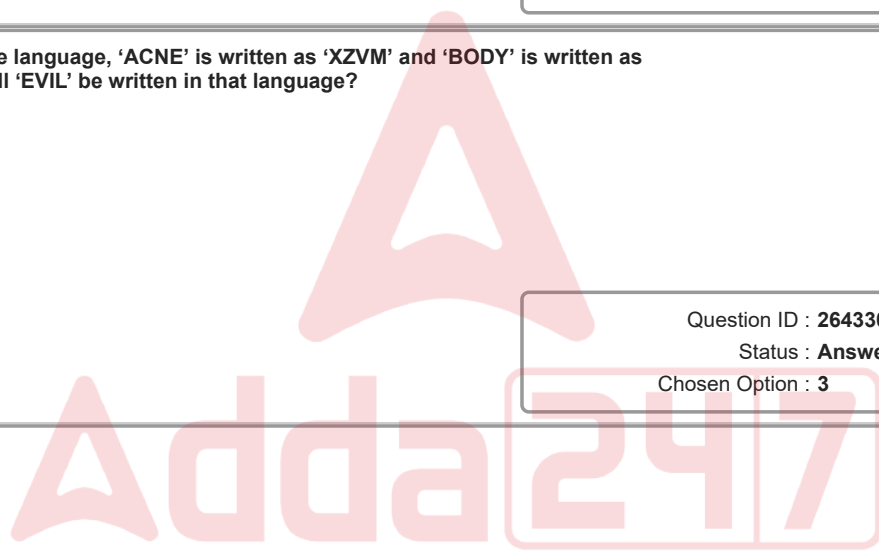 e language, ‘ACNE’ is written as ‘XZVM’ and ‘BODY’ is written as
ll ‘EVIL’ be written in that language?
Question ID : 26433
Status : Answe
Chosen Option : 3
Adda247